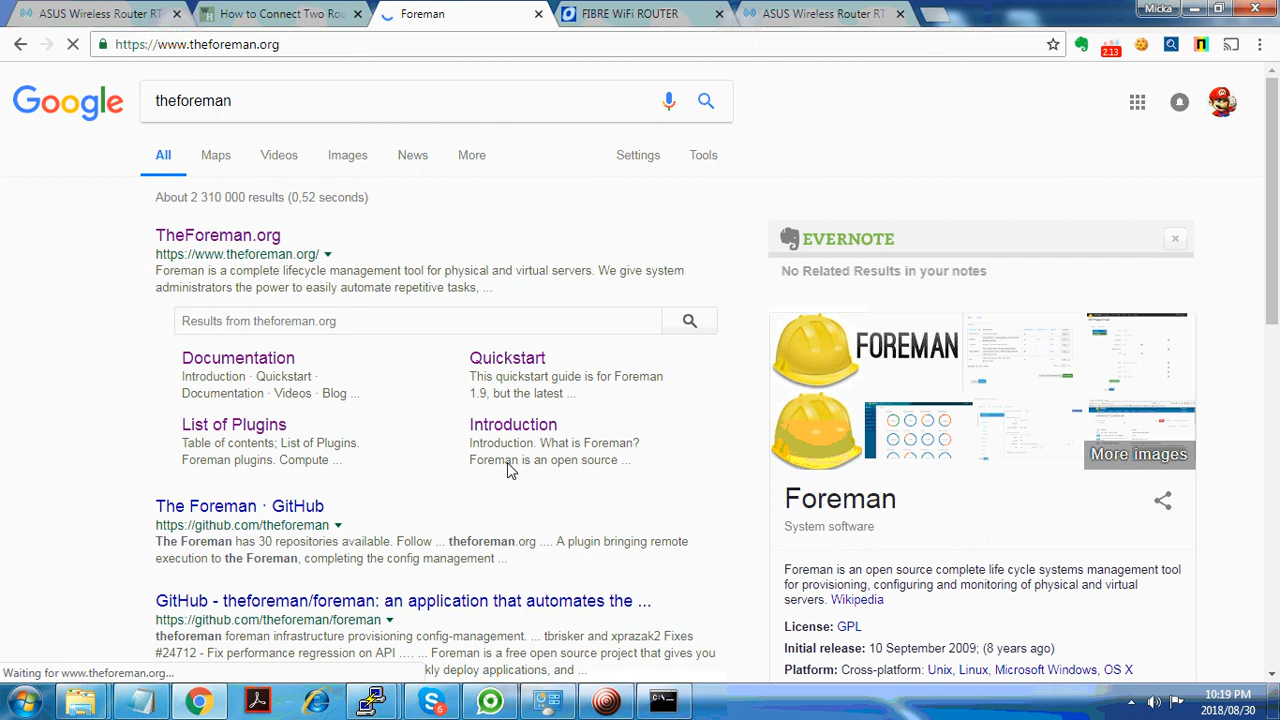 ASUS Wireless Router RT
How to Connect Two Rou
Foreman
FIBRE WiFi ROUTER
ASUS Wireless Router RT
Micka
https://www.theforeman.org
2.13
Google
theforeman
All
Maps
Videos
Images
News
More
Settings
Tools
About 2 310 000 results (0,52 seconds)
TheForeman.org
https://www.theforeman.org/
Foreman is a complete lifecycle management tool for physical and virtual servers. We give system
administrators the power to easily automate repetitive tasks, ...
Results from theforeman.org
Documentation
Introduction · Quickstart ·
Documentation · Videos · Blog ...
Quickstart
This quickstart guide is for Foreman
1.9, but the latest ...
List of Plugins
Table of contents; List of Plugins.
Foreman plugins. Compute ...
Introduction
Introduction. What is Foreman?
Foreman is an open source ...
The Foreman · GitHub
https://github.com/theforeman
The Foreman has 30 repositories available. Follow ... theforeman.org .... A plugin bringing remote
execution to the Foreman, completing the config management ...
GitHub - theforeman/foreman: an application that automates the ...
https://github.com/theforeman/foreman
theforeman foreman infrastructure provisioning config-management. ... tbrisker and xprazak2 Fixes
#24712 - Fix performance regression on API .... ... Foreman is a free open source project that gives you
kly deploy applications, and ...
EVERNOTE
No Related Results in your notes
FOREMAN
More images
Foreman
System software
Foreman is an open source complete life cycle systems management tool
for provisioning, configuring and monitoring of physical and virtual
servers. Wikipedia
License: GPL
Initial release: 10 September 2009; (8 years ago)
Platform: Cross-platform: Unix, Linux, Microsoft Windows, OS X
Waiting for www.theforeman.org...
10:19 PM
2018/08/30